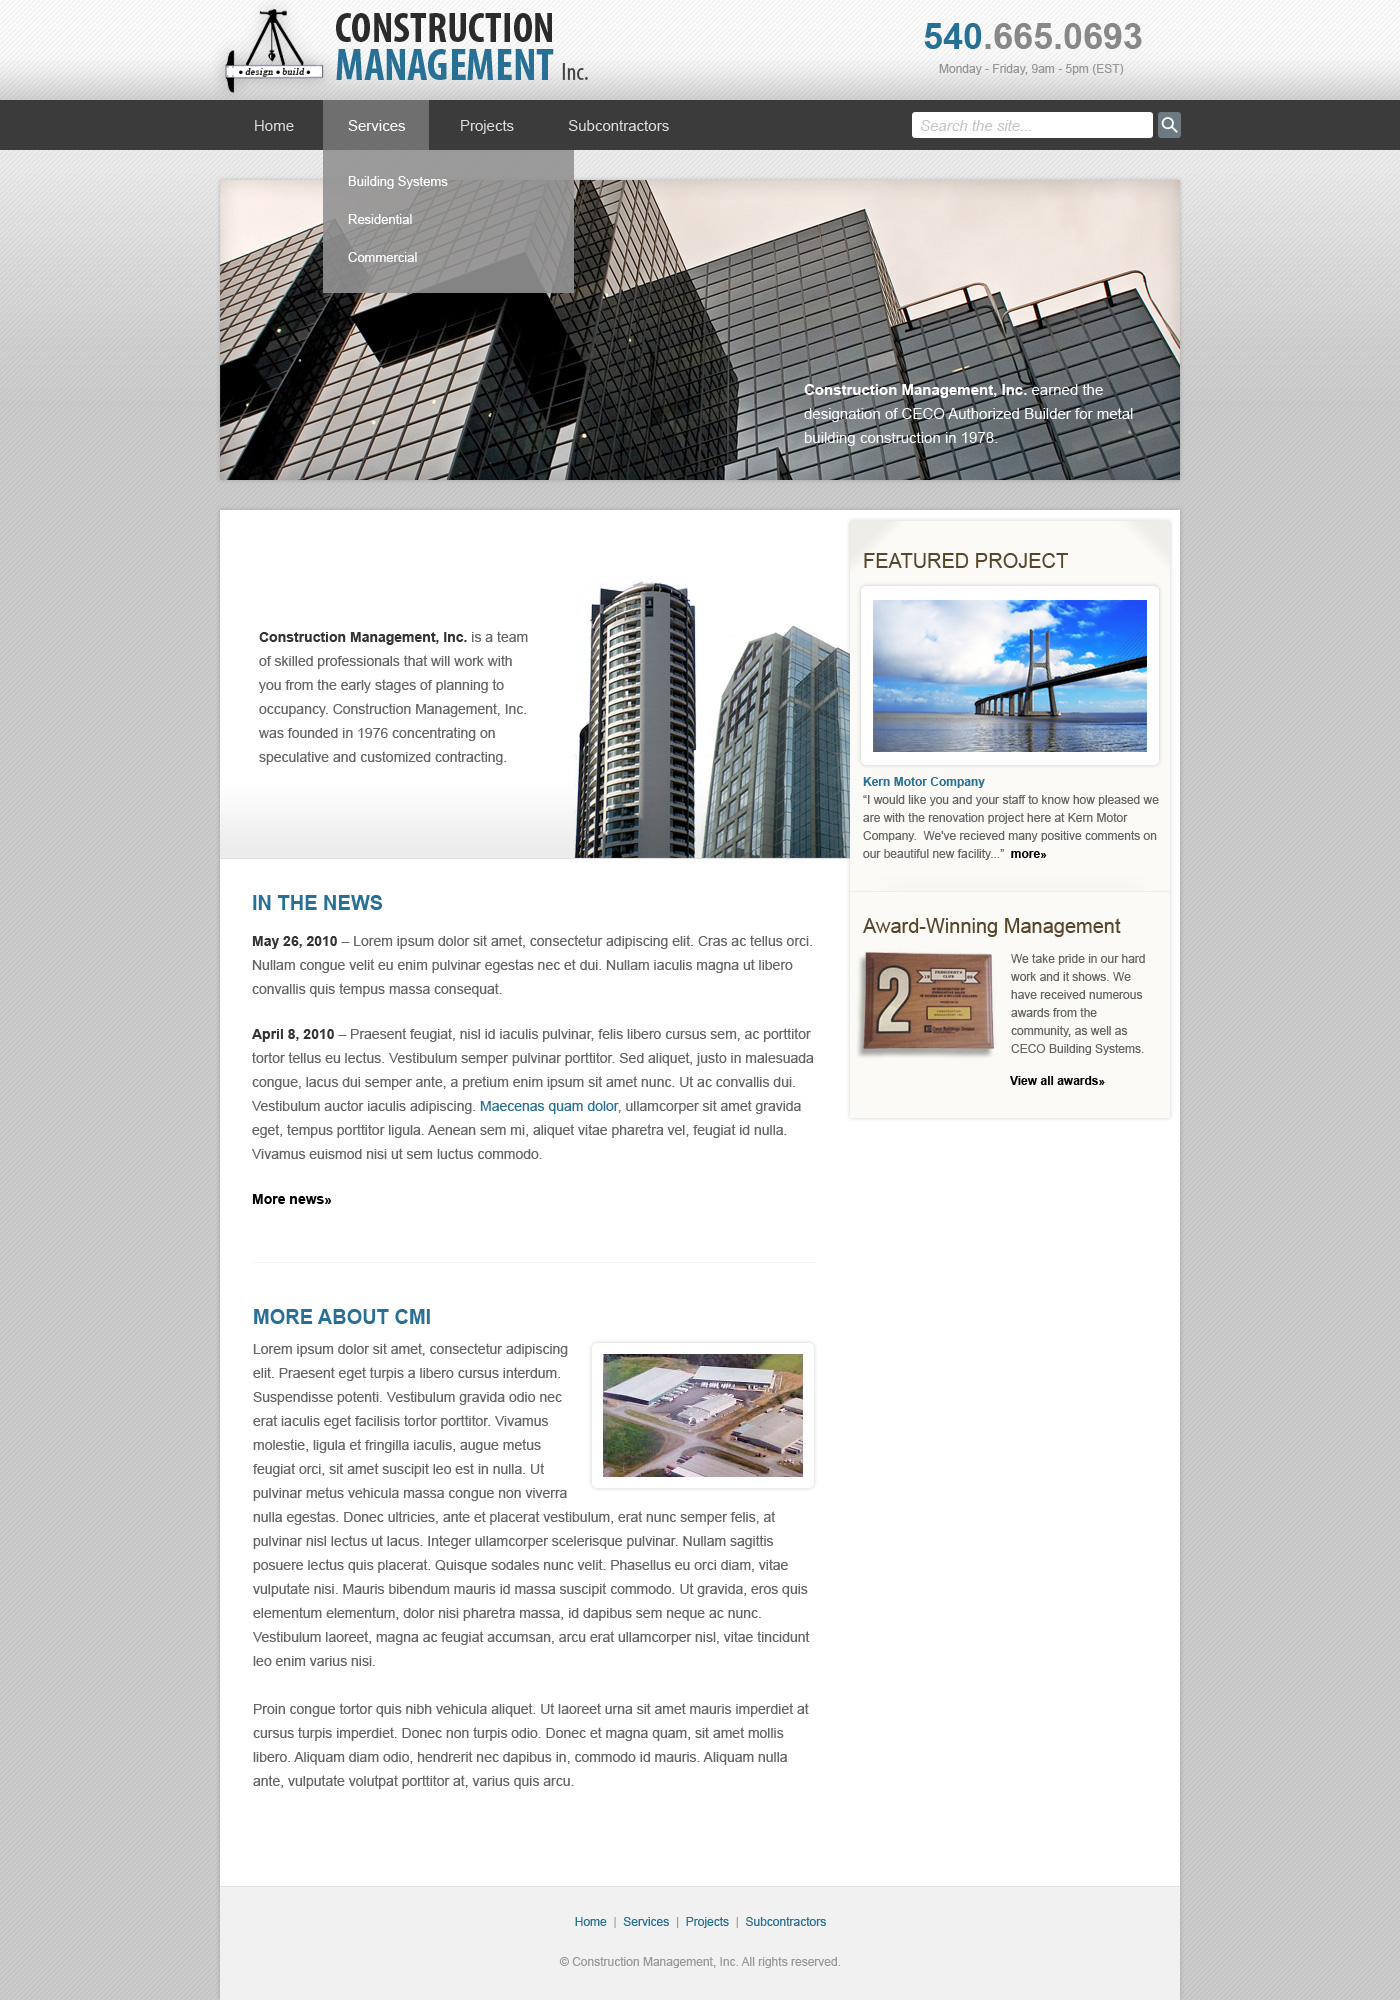 • design • build •
CONSTRUCTION
MANAGEMENT Inc.
540.665.0693
Monday - Friday, 9am - 5pm (EST)
Home Services Projects Subcontractors
Search the site...
Building Systems
Residential
Commercial
Construction Management, Inc. earned the
designation of CECO Authorized Builder for metal
building construction in 1978.
Construction Management, Inc. is a team
of skilled professionals that will work with
you from the early stages of planning to
occupancy. Construction Management, Inc.
was founded in 1976 concentrating on
speculative and customized contracting.
FEATURED PROJECT
Kern Motor Company
“I would like you and your staff to know how pleased we
are with the renovation project here at Kern Motor
Company.  We've recieved many positive comments on
our beautiful new facility...”  more»
Award-Winning Management
2
PRESIDENT'S
CLUB
We take pride in our hard
work and it shows. We
have received numerous
awards from the
community, as well as
CECO Building Systems.
View all awards»
IN THE NEWS
May 26, 2010 – Lorem ipsum dolor sit amet, consectetur adipiscing elit. Cras ac tellus orci.
Nullam congue velit eu enim pulvinar egestas nec et dui. Nullam iaculis magna ut libero
convallis quis tempus massa consequat.
April 8, 2010 – Praesent feugiat, nisl id iaculis pulvinar, felis libero cursus sem, ac porttitor
tortor tellus eu lectus. Vestibulum semper pulvinar porttitor. Sed aliquet, justo in malesuada
congue, lacus dui semper ante, a pretium enim ipsum sit amet nunc. Ut ac convallis dui.
Vestibulum auctor iaculis adipiscing. Maecenas quam dolor, ullamcorper sit amet gravida
eget, tempus porttitor ligula. Aenean sem mi, aliquet vitae pharetra vel, feugiat id nulla.
Vivamus euismod nisi ut sem luctus commodo.
More news»
MORE ABOUT CMI
Lorem ipsum dolor sit amet, consectetur adipiscing
elit. Praesent eget turpis a libero cursus interdum.
Suspendisse potenti. Vestibulum gravida odio nec
erat iaculis eget facilisis tortor porttitor. Vivamus
molestie, ligula et fringilla iaculis, augue metus
feugiat orci, sit amet suscipit leo est in nulla. Ut
pulvinar metus vehicula massa congue non viverra
nulla egestas. Donec ultricies, ante et placerat vestibulum, erat nunc semper felis, at
pulvinar nisl lectus ut lacus. Integer ullamcorper scelerisque pulvinar. Nullam sagittis
posuere lectus quis placerat. Quisque sodales nunc velit. Phasellus eu orci diam, vitae
vulputate nisi. Mauris bibendum mauris id massa suscipit commodo. Ut gravida, eros quis
elementum elementum, dolor nisi pharetra massa, id dapibus sem neque ac nunc.
Vestibulum laoreet, magna ac feugiat accumsan, arcu erat ullamcorper nisl, vitae tincidunt
leo enim varius nisi.
Proin congue tortor quis nibh vehicula aliquet. Ut laoreet urna sit amet mauris imperdiet at
cursus turpis imperdiet. Donec non turpis odio. Donec et magna quam, sit amet mollis
libero. Aliquam diam odio, hendrerit nec dapibus in, commodo id mauris. Aliquam nulla
ante, vulputate volutpat porttitor at, varius quis arcu.
Home | Services | Projects | Subcontractors
© Construction Management, Inc. All rights reserved.